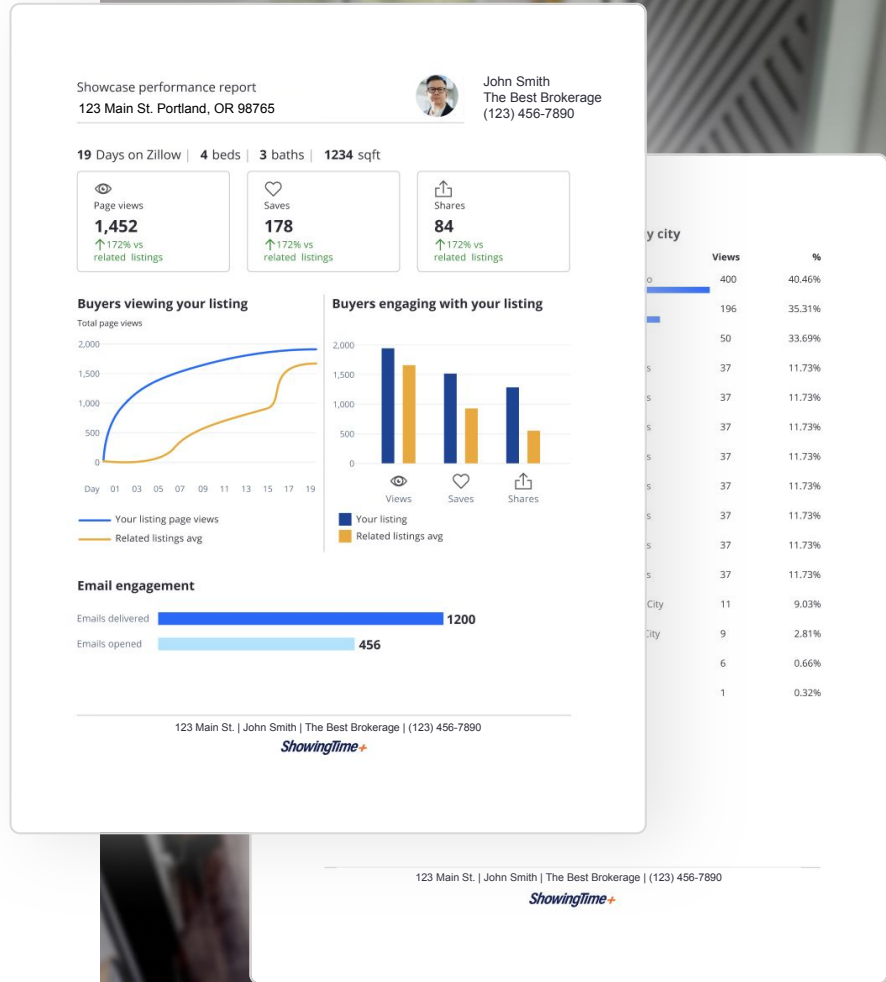 Showcase performance report
123 Main St. Portland, OR 98765
John Smith
The Best Brokerage
(123) 456-7890
19 Days on Zillow | 4 beds | 3 baths | 1234 sqft
Page views
1,452
↑172% vs
related listings
Saves
178
↑172% vs
related listings
Shares
84
↑172% vs
related listings
Buyers viewing your listing
Total page views
2,000
1,500
1,000
500
0
Day 01 03 05 07 09 11 13 15 17 19
Your listing page views
Related listings avg
Buyers engaging with your listing
2,000
1,500
1,000
500
0
Views Saves Shares
Your listing
Related listings avg
Email engagement
Emails delivered 1200
Emails opened 456
123 Main St. | John Smith | The Best Brokerage | (123) 456-7890
ShowingTime+
y city
Views %
o 400 40.46%
196 35.31%
50 33.69%
s 37 11.73%
s 37 11.73%
s 37 11.73%
s 37 11.73%
s 37 11.73%
s 37 11.73%
s 37 11.73%
s 37 11.73%
City 11 9.03%
City 9 2.81%
6 0.66%
1 0.32%
123 Main St. | John Smith | The Best Brokerage | (123) 456-7890
ShowingTime+